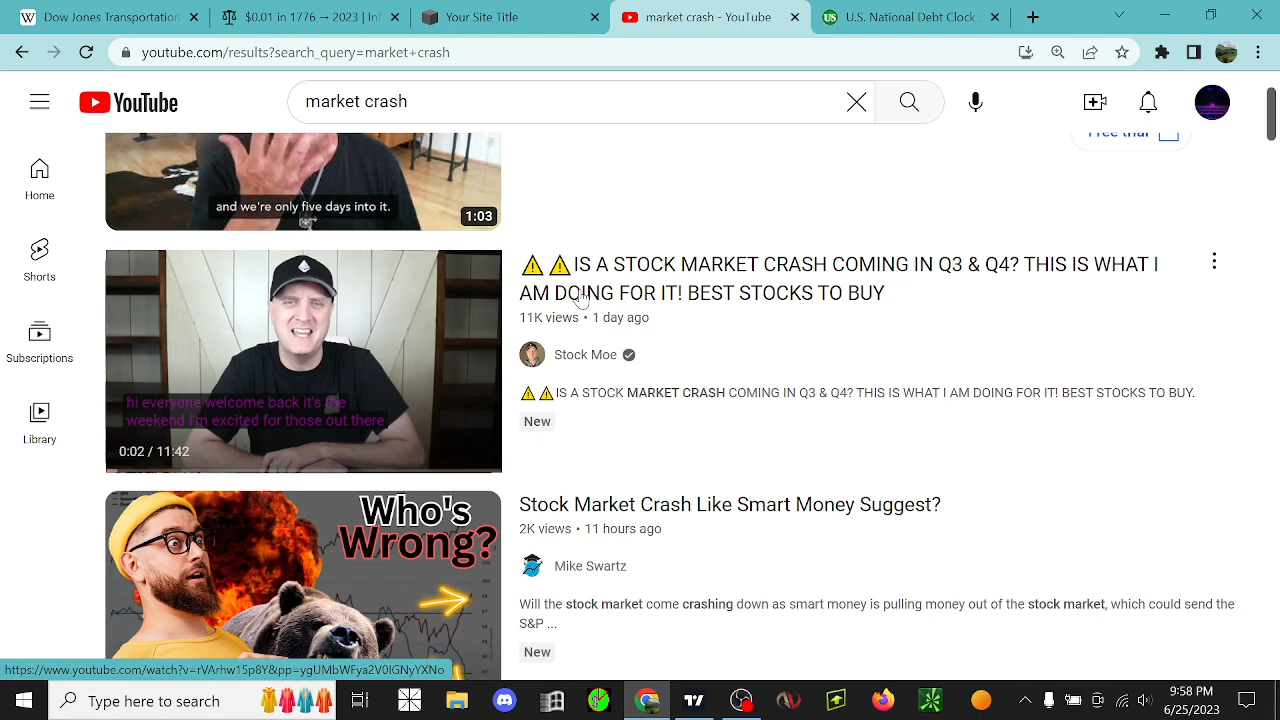 Dow Jones Transportation
$0.01 in 1775 → 2023 | Inf
Your Site Title
market crash - YouTube
U.S. National Debt Clock :
youtube.com/results?search_query=market+crash
YouTube
market crash
Free trial
Home
Shorts
Subscriptions
Library
and we're only five days into it.
1:03
hi everyone welcome back it's the
weekend I'm excited for those out there
0:02 / 11:42
IS A STOCK MARKET CRASH COMING IN Q3 & Q4? THIS IS WHAT I
AM DOING FOR IT! BEST STOCKS TO BUY
11K views • 1 day ago
Stock Moe
IS A STOCK MARKET CRASH COMING IN Q3 & Q4? THIS IS WHAT I AM DOING FOR IT! BEST STOCKS TO BUY.
New
Who's
Wrong?
Stock Market Crash Like Smart Money Suggest?
2K views • 11 hours ago
Mike Swartz
Will the stock market come crashing down as smart money is pulling money out of the stock market, which could send the
S&P ...
New
https://www.youtube.com/watch?v=rVArhw15p8Y&pp=ygUMbWFya2V0IGNyYXNo
Type here to search
9:58 PM
6/25/2023